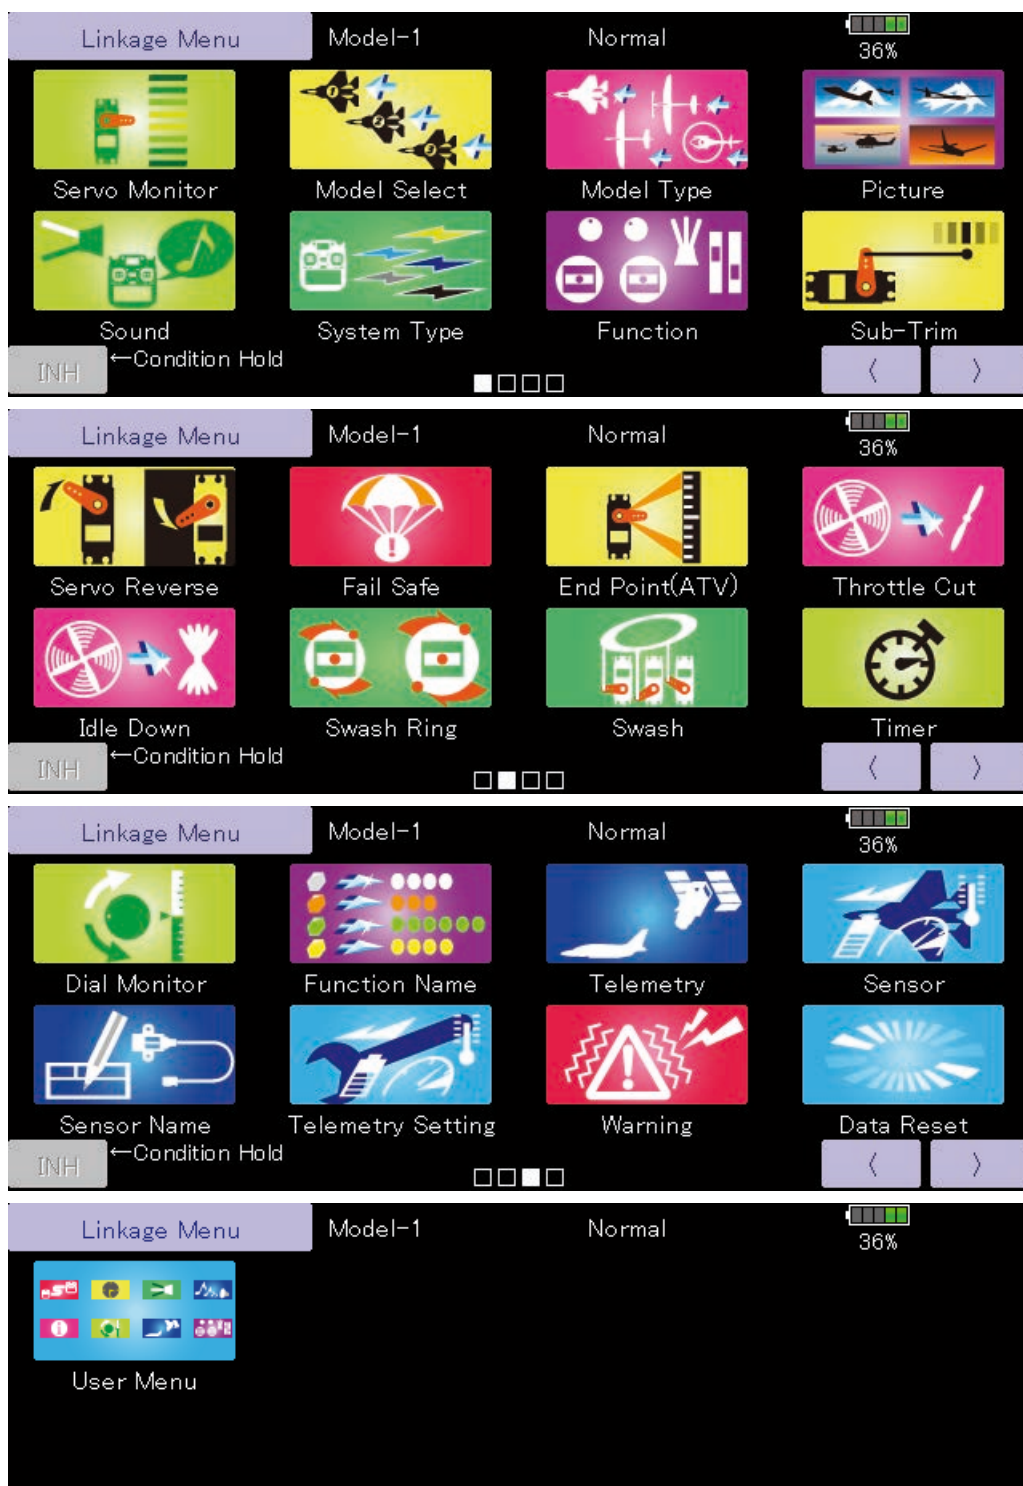 Linkage Menu Model-1 Normal 36%
Servo Monitor Model Select Model Type Picture
Sound System Type Function Sub-Trim
INH ←Condition Hold 〈 〉
Linkage Menu Model-1 Normal 36%
Servo Reverse Fail Safe End Point(ATV) Throttle Cut
Idle Down Swash Ring Swash Timer
INH ←Condition Hold 〈 〉
Linkage Menu Model-1 Normal 36%
Dial Monitor Function Name Telemetry Sensor
Sensor Name Telemetry Setting Warning Data Reset
INH ←Condition Hold 〈 〉
Linkage Menu Model-1 Normal 36%
User Menu